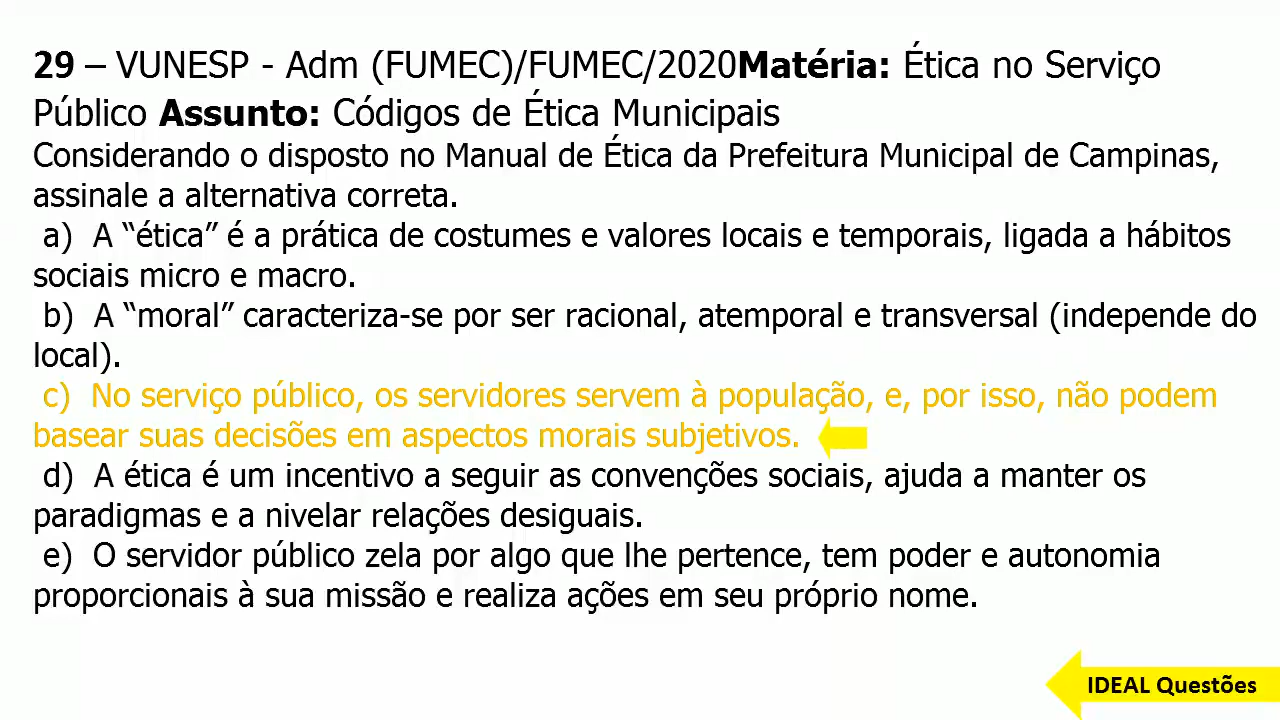 29 – VUNESP - Adm (FUMEC)/FUMEC/2020Matéria: Ética no Serviço
Público Assunto: Códigos de Ética Municipais
Considerando o disposto no Manual de Ética da Prefeitura Municipal de Campinas,
assinale a alternativa correta.
a) A “ética” é a prática de costumes e valores locais e temporais, ligada a hábitos
sociais micro e macro.
b) A “moral” caracteriza-se por ser racional, atemporal e transversal (independe do
local).
c) No serviço público, os servidores servem à população, e, por isso, não podem
basear suas decisões em aspectos morais subjetivos.
d) A ética é um incentivo a seguir as convenções sociais, ajuda a manter os
paradigmas e a nivelar relações desiguais.
e) O servidor público zela por algo que lhe pertence, tem poder e autonomia
proporcionais à sua missão e realiza ações em seu próprio nome.
IDEAL Questões